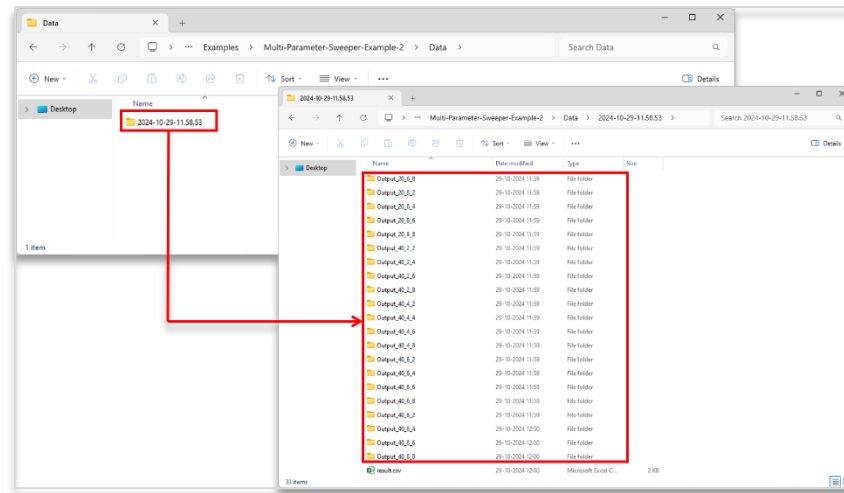 Data
Examples > Multi-Parameter-Sweeper-Example-2 > Data >
Search Data
New
Sort
View
Details
Desktop
Name
2024-10-29-11.58.53
1 item
2024-10-29-11.58.53
Multi-Parameter-Sweeper-Example-2 > Data > 2024-10-29-11.58.53 >
Search 2024-10-29-11.58.53
New
Sort
View
Details
Desktop
Name Date modified Type Size
Output_20_6_8 29-10-2024 11:59 File folder
Output_20_8_2 29-10-2024 11:59 File folder
Output_20_8_4 29-10-2024 11:59 File folder
Output_20_8_6 29-10-2024 11:59 File folder
Output_20_8_8 29-10-2024 11:59 File folder
Output_40_2_2 29-10-2024 11:59 File folder
Output_40_2_4 29-10-2024 11:59 File folder
Output_40_2_6 29-10-2024 11:59 File folder
Output_40_2_8 29-10-2024 11:59 File folder
Output_40_4_2 29-10-2024 11:59 File folder
Output_40_4_4 29-10-2024 11:59 File folder
Output_40_4_6 29-10-2024 11:59 File folder
Output_40_4_8 29-10-2024 11:59 File folder
Output_40_6_2 29-10-2024 11:59 File folder
Output_40_6_4 29-10-2024 11:59 File folder
Output_40_6_6 29-10-2024 11:59 File folder
Output_40_6_8 29-10-2024 11:59 File folder
Output_40_8_2 29-10-2024 11:59 File folder
Output_40_8_4 29-10-2024 12:00 File folder
Output_40_8_6 29-10-2024 12:00 File folder
Output_40_8_8 29-10-2024 12:00 File folder
result.csv 29-10-2024 12:00 Microsoft Excel C... 2 KB
33 items